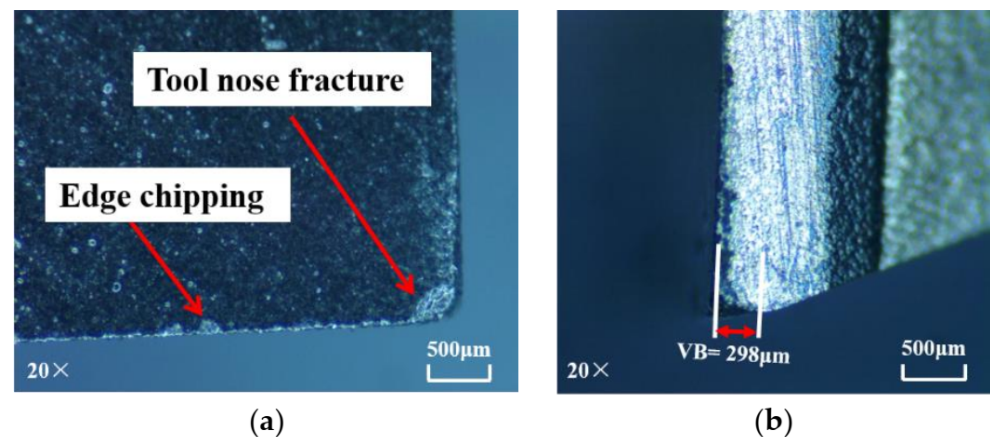 Tool nose fracture
Edge chipping
20×
500μm
VB= 298μm
20×
500μm
(a)
(b)